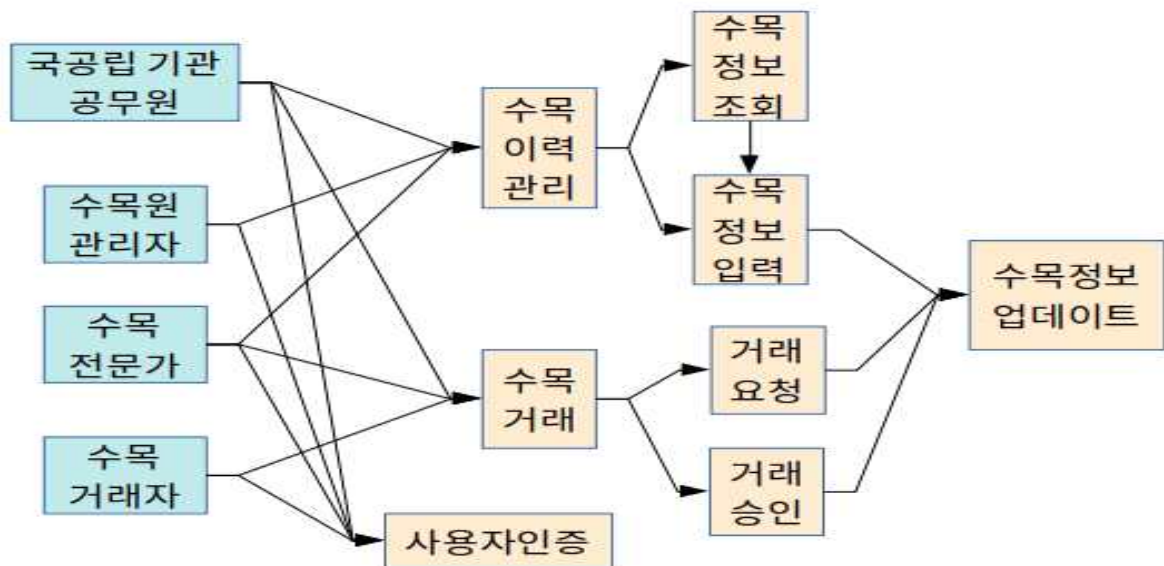 국공립 기관
공무원
수목원
관리자
수목
전문가
수목
거래자
수목
이력
관리
수목
거래
사용자인증
수목
정보
조회
수목
정보
입력
거래
요청
거래
승인
수목정보
업데이트